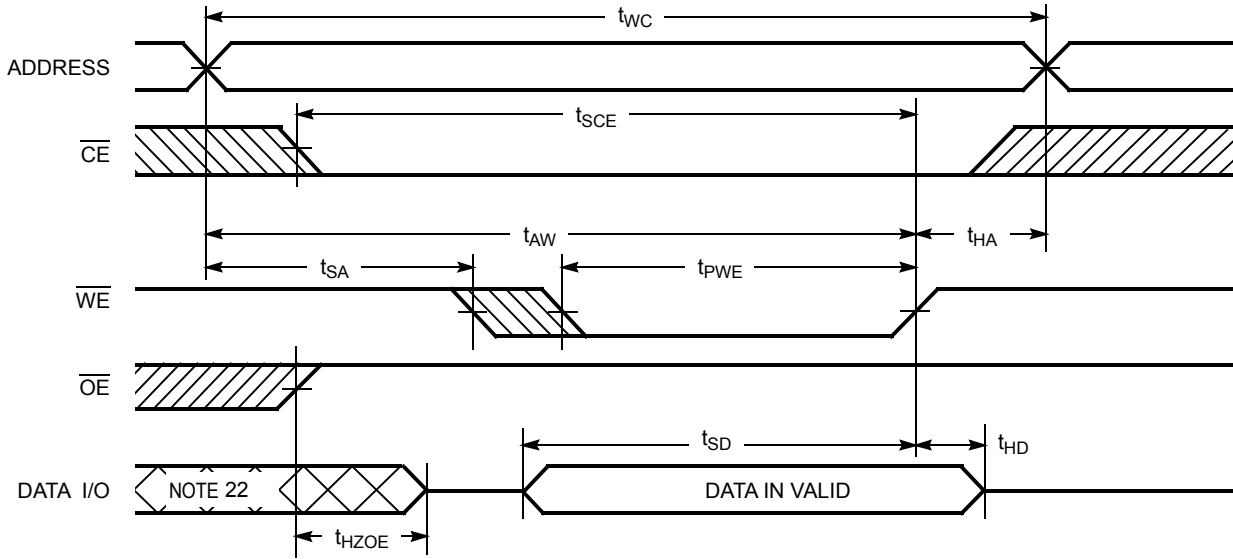 tWC
ADDRESS
tSCE
CE
tAW
tHA
tSA
tPWE
WE
OE
tSD
tHD
DATA I/O
NOTE 22
DATA IN VALID
tHZOE